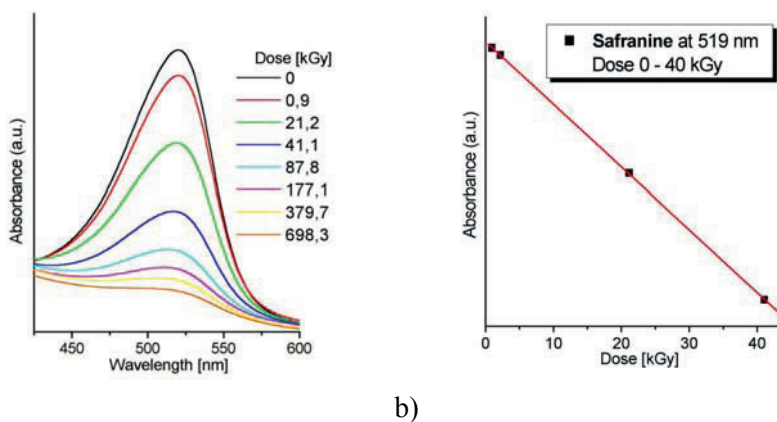 Dose [kGy]
0
0,9
21,2
41,1
87,8
177,1
379,7
698,3
Absorbance (a.u.)
450 500 550 600
Wavelength [nm]
Safranine at 519 nm
Dose 0 - 40 kGy
Absorbance (a.u.)
0 10 20 30 40
Dose [kGy]
b)